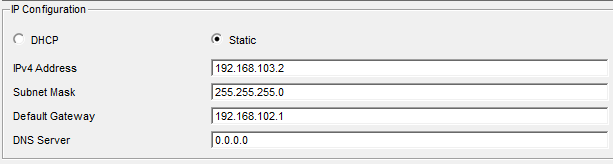 IP Configuration
DHCP Static
IPv4 Address 192.168.103.2
Subnet Mask 255.255.255.0
Default Gateway 192.168.102.1
DNS Server 0.0.0.0